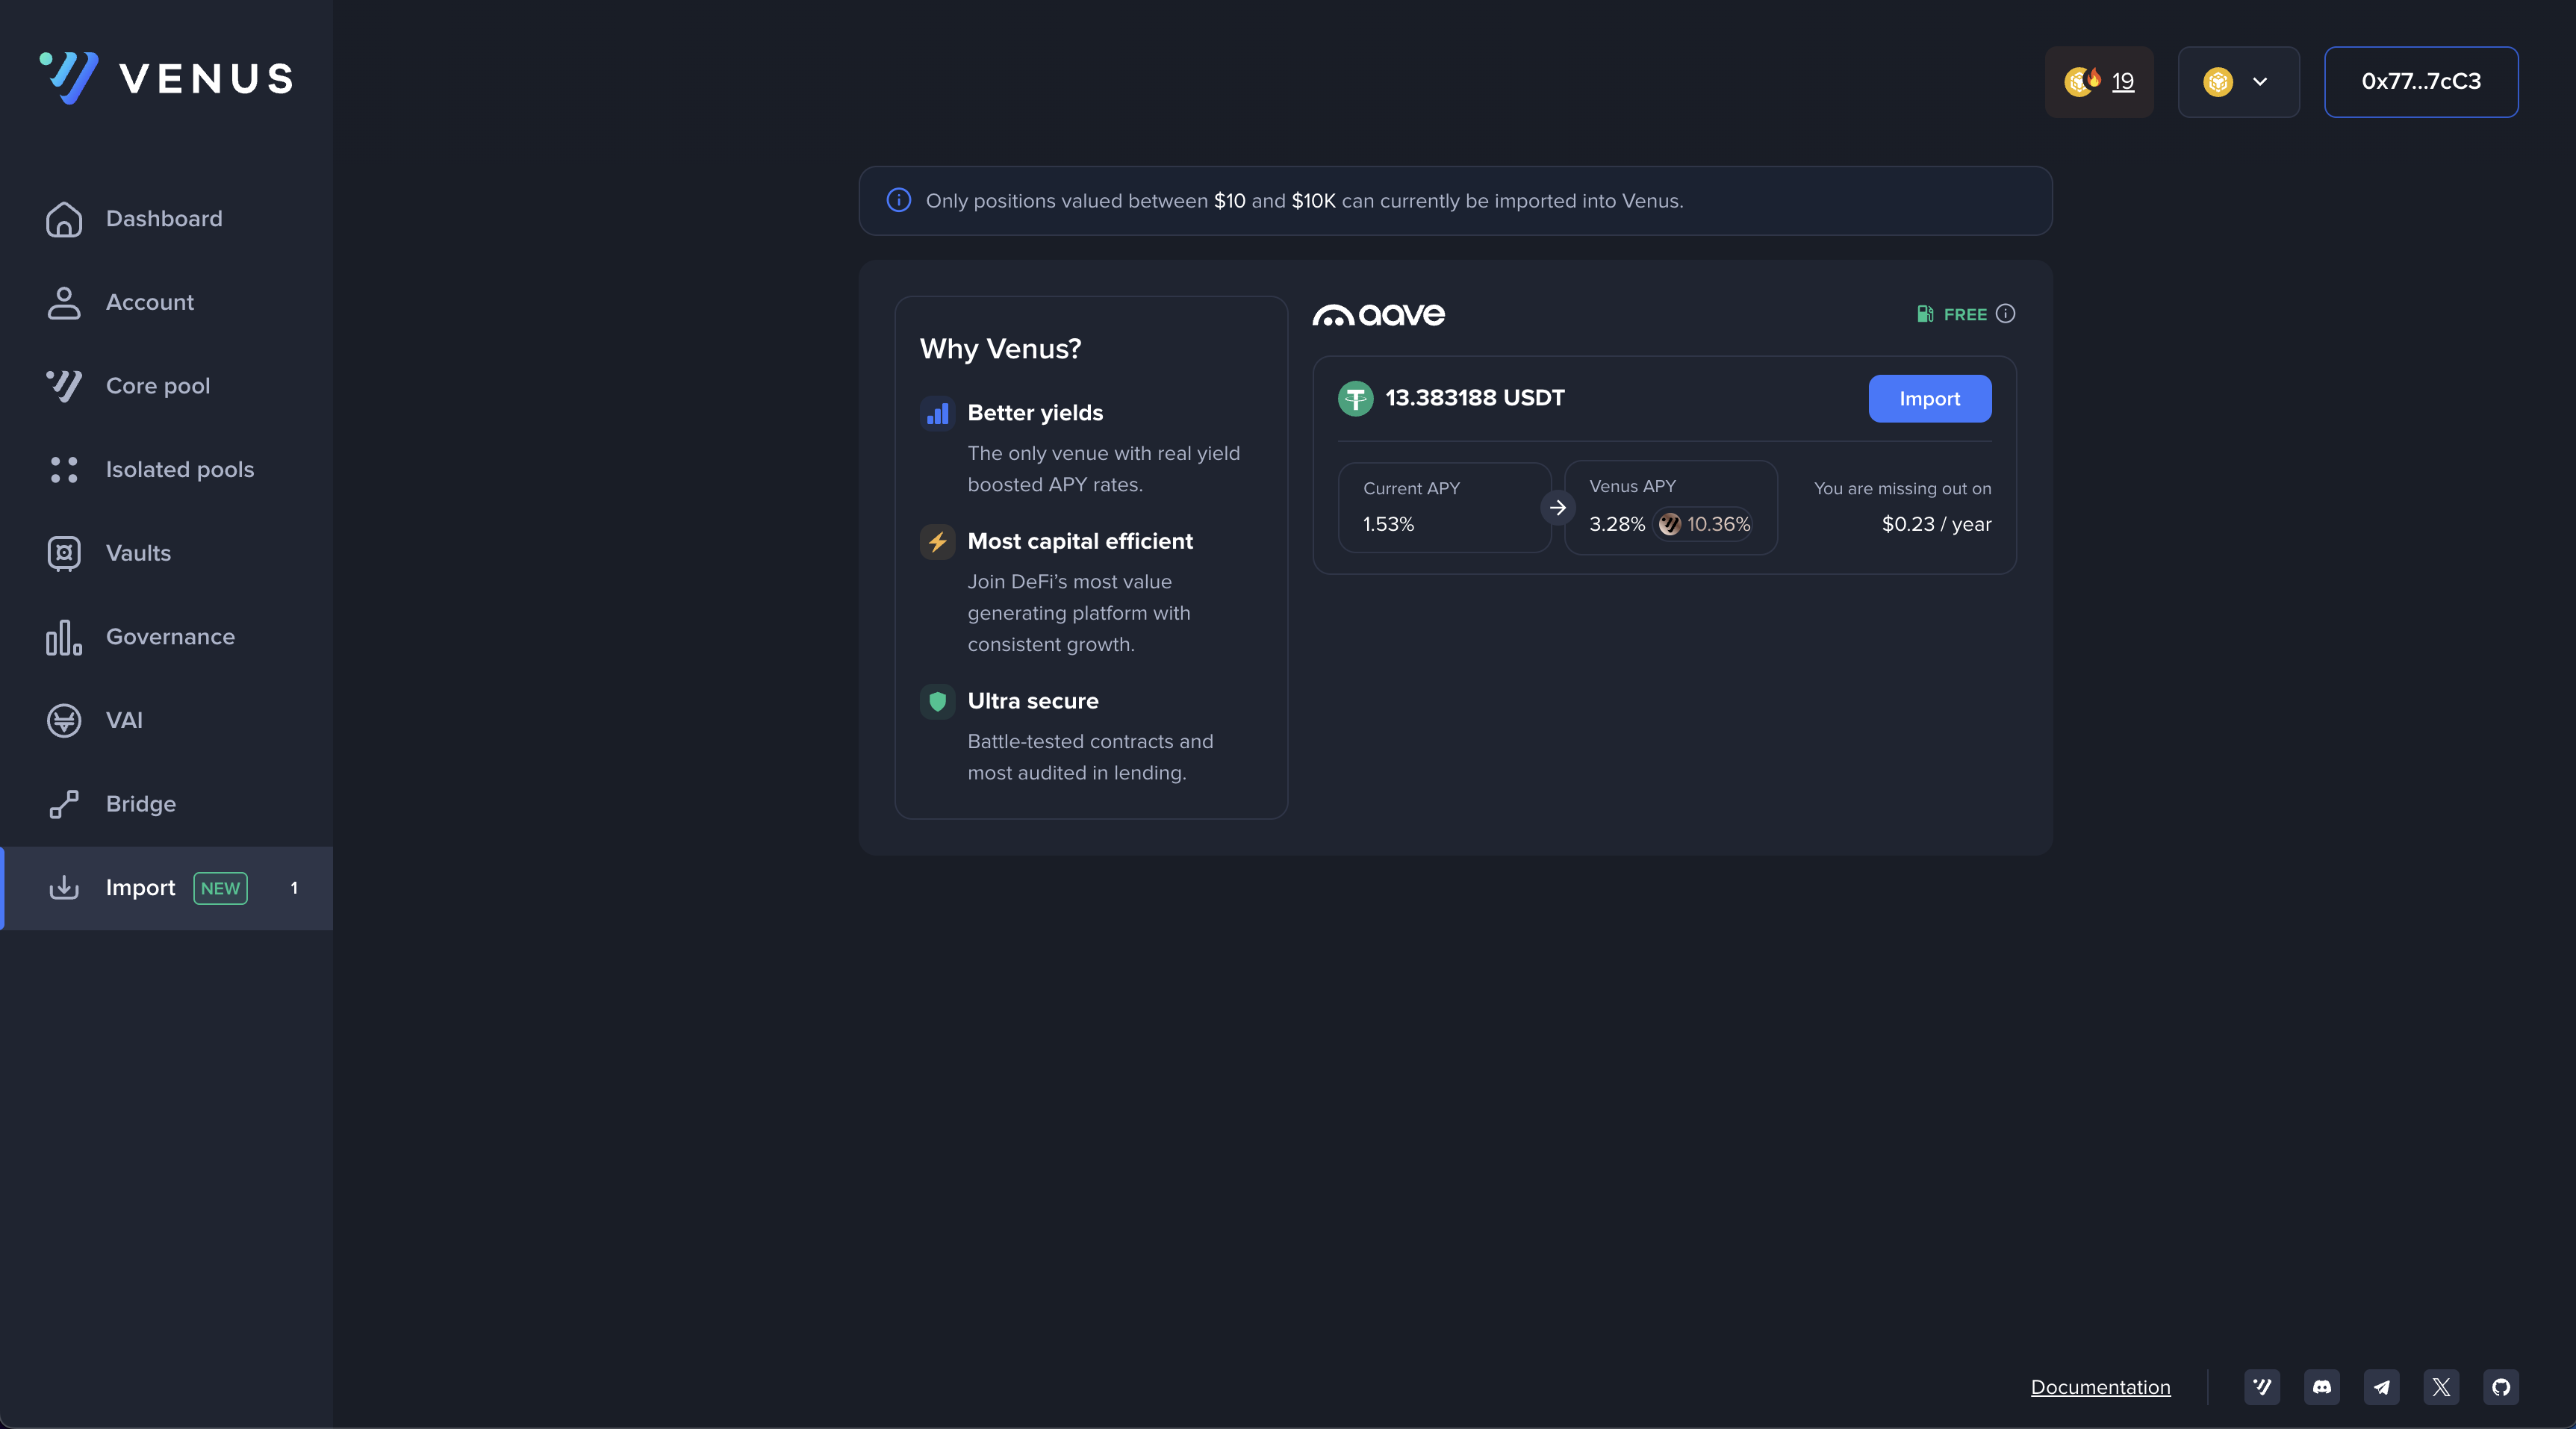 VENUS
19
0x77...7cC3
Dashboard
Account
Core pool
Isolated pools
Vaults
Governance
VAI
Bridge
Import NEW 1
Only positions valued between $10 and $10K can currently be imported into Venus.
Why Venus?
Better yields
The only venue with real yield
boosted APY rates.
Most capital efficient
Join DeFi’s most value
generating platform with
consistent growth.
Ultra secure
Battle-tested contracts and
most audited in lending.
aave
FREE
13.383188 USDT
Import
Current APY
1.53%
Venus APY
3.28% 10.36%
You are missing out on
$0.23 / year
Documentation